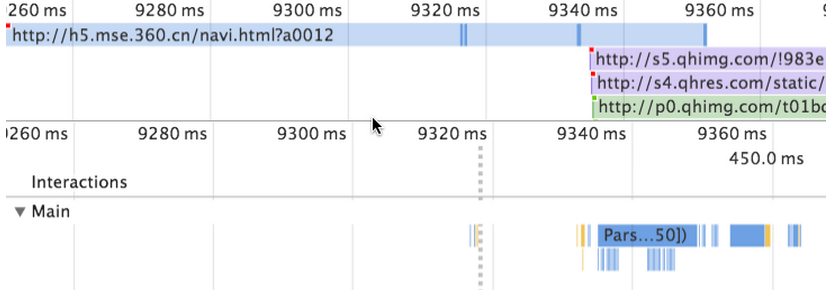 9260 ms 9280 ms 9300 ms 9320 ms 9340 ms 9360 ms
http://h5.mse.360.cn/navi.html?a0012
http://s5.qhimg.com/!983e
http://s4.qhres.com/static/
http://p0.qhimg.com/t01bc
9260 ms 9280 ms 9300 ms 9320 ms 9340 ms 9360 ms
450.0 ms
Interactions
Main
Pars...50])